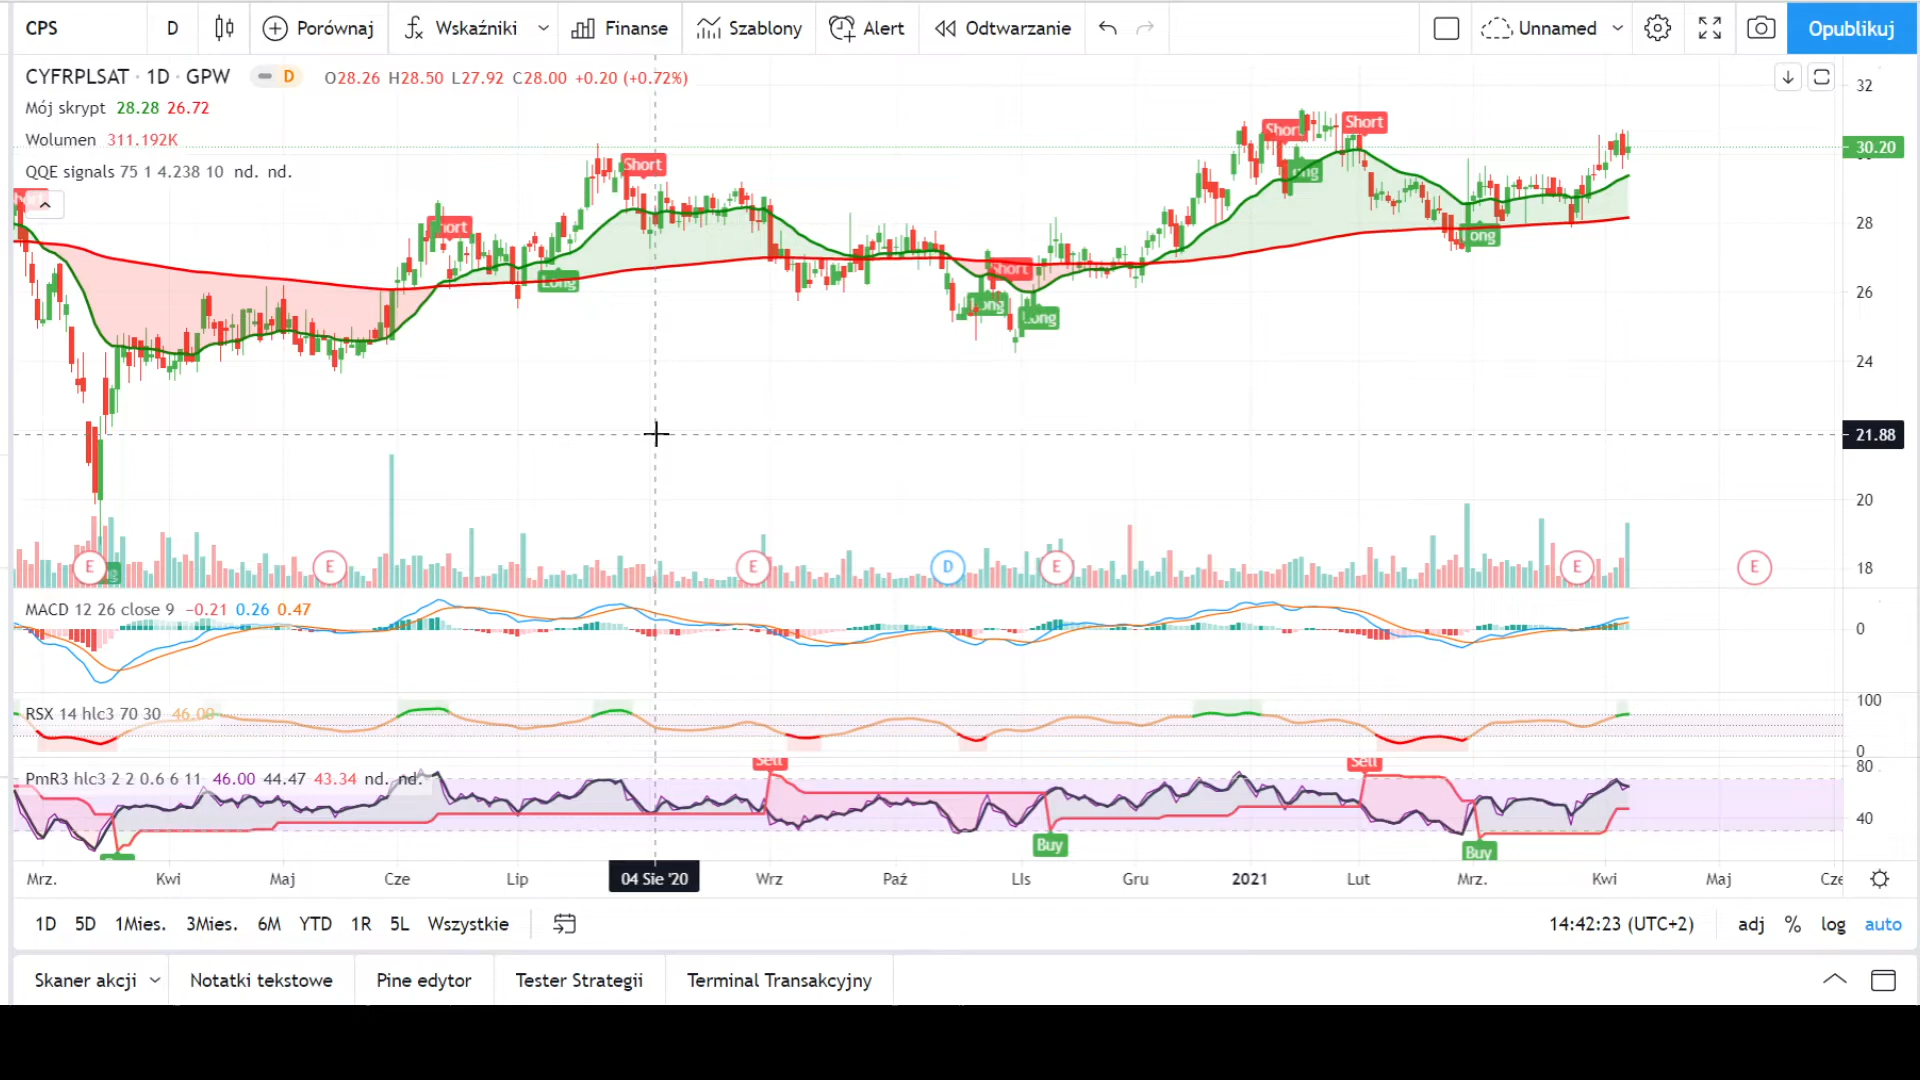 CPS D Porównaj Wskaźniki Finanse Szablony Alert Odtwarzanie Unnamed Opublikuj
CYFRPLSAT · 1D · GPW D O28.26 H28.50 L27.92 C28.00 +0.20 (+0.72%)
Mój skrypt 28.28 26.72
Wolumen 311.192K
QQE signals 75 1 4.238 10 nd. nd.
32
30.20
28
26
24
21.88
20
18
Short
Short
Short
Short
Long
Long
Long
E E E D E E E
MACD 12 26 close 9 −0.21 0.26 0.47
0
RSX 14 hlc3 70 30 46.00
100
0
PmR3 hlc3 2 2 0.6 6 11 46.00 44.47 43.34 nd. nd.
Sell
Sell
80
40
Buy
Buy
Mrz. Kwi Maj Cze Lip 04 Sie '20 Wrz Paź LIs Gru 2021 Lut Mrz. Kwi Maj Cze
1D 5D 1Mies. 3Mies. 6M YTD 1R 5L Wszystkie 14:42:23 (UTC+2) adj % log auto
Skaner akcji Notatki tekstowe Pine edytor Tester Strategii Terminal Transakcyjny